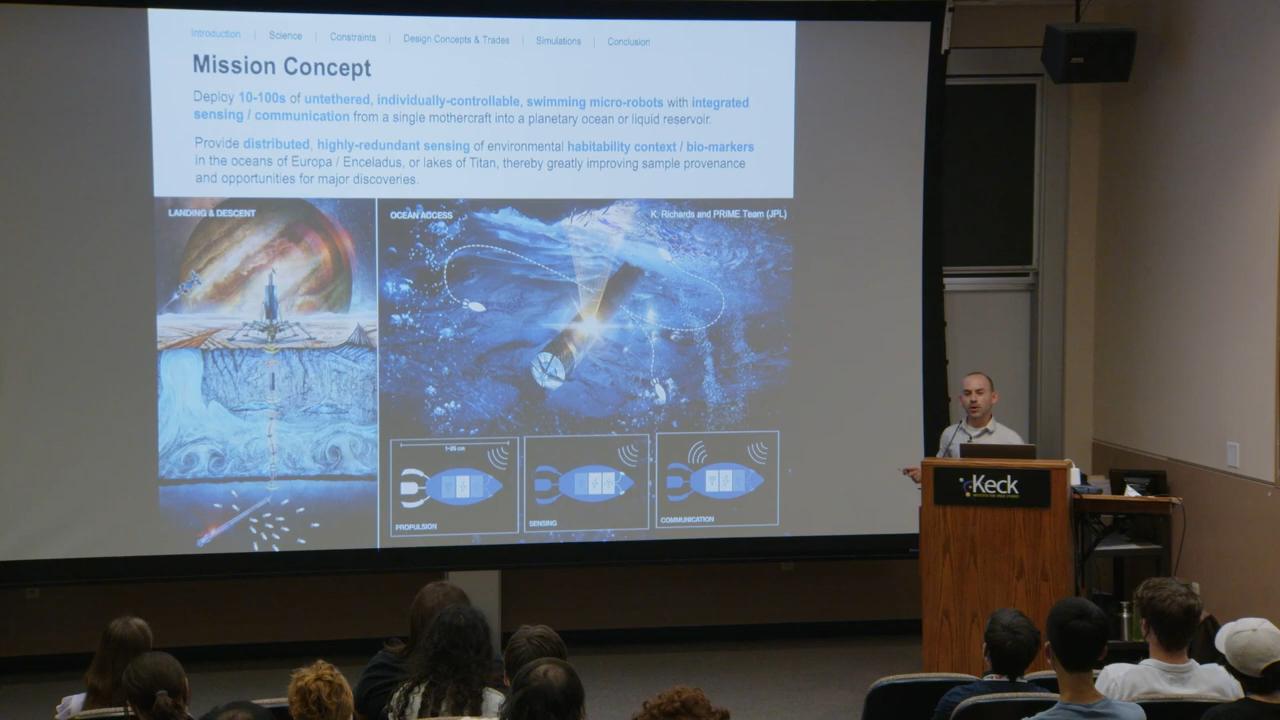 Introduction | Science | Constraints | Design Concepts & Trades | Simulations | Conclusion
Mission Concept
Deploy 10-100s of untethered, individually-controllable, swimming micro-robots with integrated
sensing / communication from a single mothercraft into a planetary ocean or liquid reservoir.
Provide distributed, highly-redundant sensing of environmental habitability context / bio-markers
in the oceans of Europa / Enceladus, or lakes of Titan, thereby greatly improving sample provenance
and opportunities for major discoveries.
LANDING & DESCENT
OCEAN ACCESS
K. Richards and PRIME Team (JPL)
PROPULSION
SENSING
COMMUNICATION
Keck
INSTITUTE FOR SPACE STUDIES